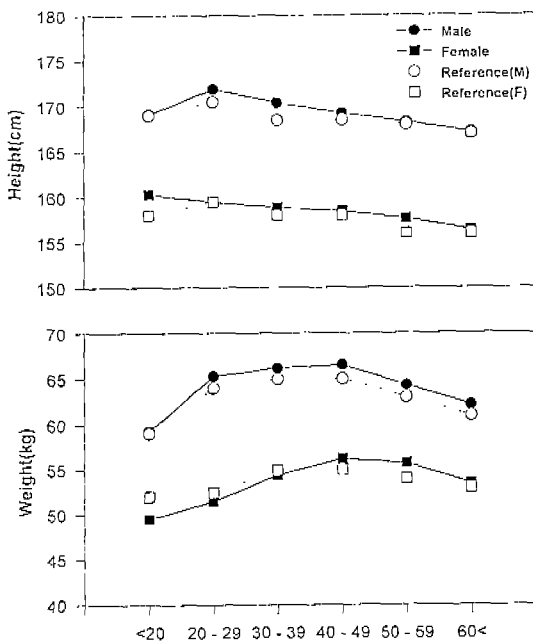 180
175
170
165
160
155
150
Height(cm)
Male
Female
Reference(M)
Reference(F)
70
65
60
55
50
45
40
Weight(kg)
<20 20 - 29 30 - 39 40 - 49 50 - 59 60<